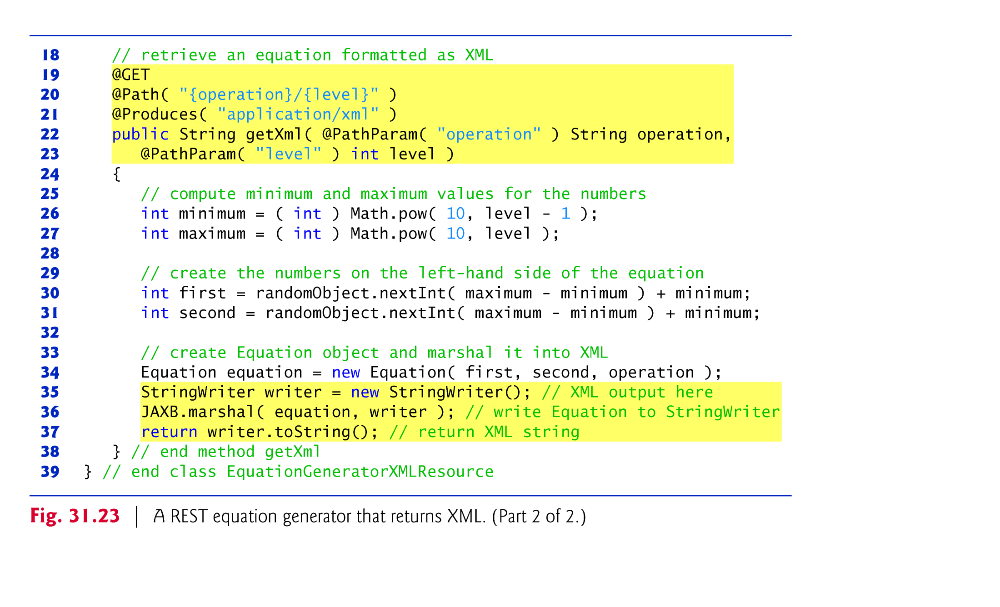 18 // retrieve an equation formatted as XML
19 @GET
20 @Path( "{operation}/{level}" )
21 @Produces( "application/xml" )
22 public String getXml( @PathParam( "operation" ) String operation,
23 @PathParam( "level" ) int level )
24 {
25 // compute minimum and maximum values for the numbers
26 int minimum = ( int ) Math.pow( 10, level - 1 );
27 int maximum = ( int ) Math.pow( 10, level );
28
29 // create the numbers on the left-hand side of the equation
30 int first = randomObject.nextInt( maximum - minimum ) + minimum;
31 int second = randomObject.nextInt( maximum - minimum ) + minimum;
32
33 // create Equation object and marshal it into XML
34 Equation equation = new Equation( first, second, operation );
35 StringWriter writer = new StringWriter(); // XML output here
36 JAXB.marshal( equation, writer ); // write Equation to StringWriter
37 return writer.toString(); // return XML string
38 } // end method getXml
39 } // end class EquationGeneratorXMLResource
Fig. 31.23 | A REST equation generator that returns XML. (Part 2 of 2.)